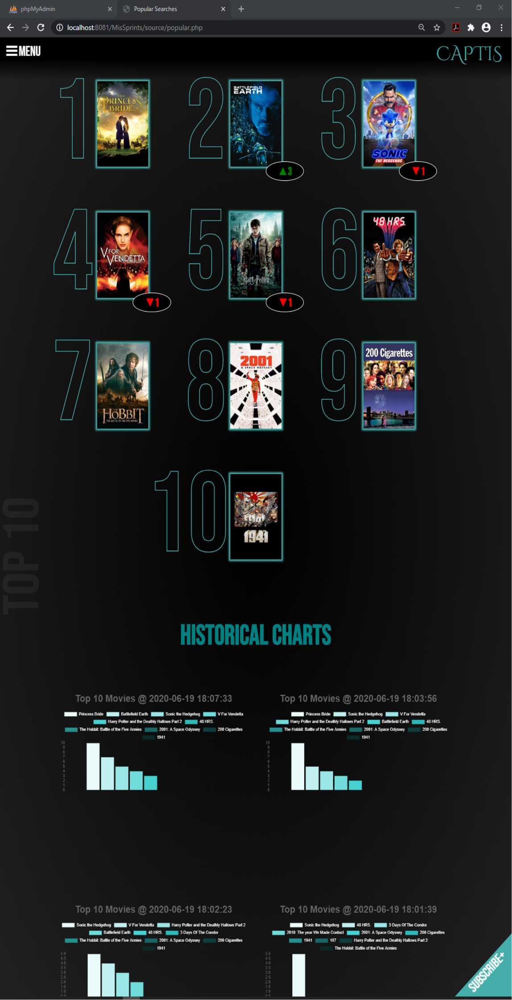 phpMyAdmin
Popular Searches
localhost:8081/MisSprints/source/popular.php
MENU
CAPTIS
1
THE PRINCESS BRIDE
2
BATTLEFIELD EARTH
▲3
3
SONIC THE HEDGEHOG
▼1
4
V FOR VENDETTA
▼1
5
Harry Potter
▼1
6
48 HRS.
7
THE HOBBIT
THE BATTLE OF THE FIVE ARMIES
8
2001
A SPACE ODYSSEY
9
200 Cigarettes
10
1941
TOP 10
HISTORICAL CHARTS
Top 10 Movies @ 2020-06-19 18:07:33
Princess Bride Battlefield Earth Sonic the Hedgehog V For Vendetta
Harry Potter and the Deathly Hallows Part 2 48 HRS.
The Hobbit: Battle of the Five Armies 2001: A Space Odyssey 200 Cigarettes
1941
10
9
8
7
6
5
4
3
2
1
0
Top 10 Movies @ 2020-06-19 18:03:56
Princess Bride Sonic the Hedgehog V For Vendetta
Harry Potter and the Deathly Hallows Part 2 Battlefield Earth 48 HRS.
The Hobbit: Battle of the Five Armies 2001: A Space Odyssey 200 Cigarettes
1941
10
9
8
7
6
5
4
3
2
1
0
Top 10 Movies @ 2020-06-19 18:02:23
Sonic the Hedgehog V For Vendetta Harry Potter and the Deathly Hallows Part 2
Battlefield Earth 48 HRS. 3 Days Of The Condor
The Hobbit: Battle of the Five Armies 2001: A Space Odyssey 200 Cigarettes
1941
5.0
4.5
4.0
3.5
3.0
2.5
2.0
1.5
1.0
0.5
Top 10 Movies @ 2020-06-19 18:01:39
Sonic the Hedgehog 48 HRS. 3 Days Of The Condor
2010: The year We Made Contact 2001: A Space Odyssey 200 Cigarettes
1941 187 Harry Potter and the Deathly Hallows Part 2
The Hobbit: Battle of the Five Armies
5.0
4.5
4.0
3.5
3.0
2.5
2.0
1.5
1.0
0.5
SUBSCRIBE+